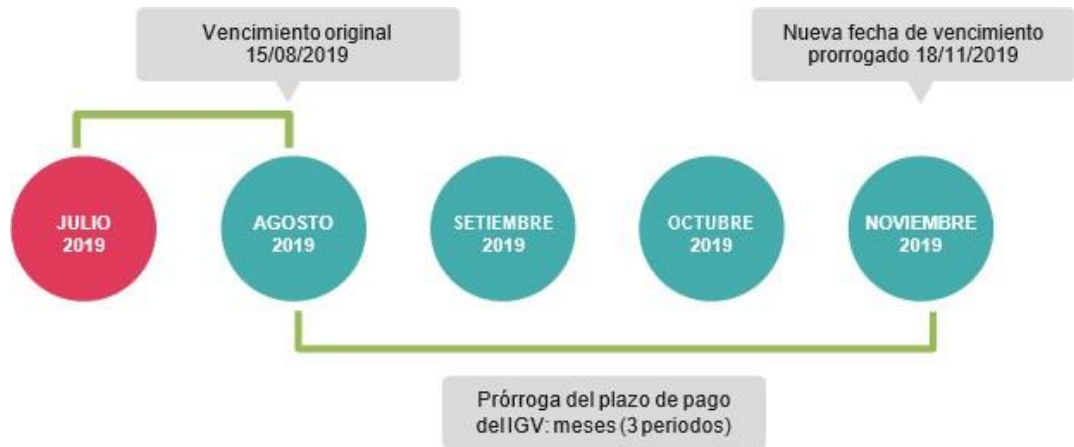 Vencimiento original
15/08/2019
Nueva fecha de vencimiento
prorrogado 18/11/2019
JULIO
2019
AGOSTO
2019
SETIEMBRE
2019
OCTUBRE
2019
NOVIEMBRE
2019
Prórroga del plazo de pago
del IGV: meses (3 periodos)